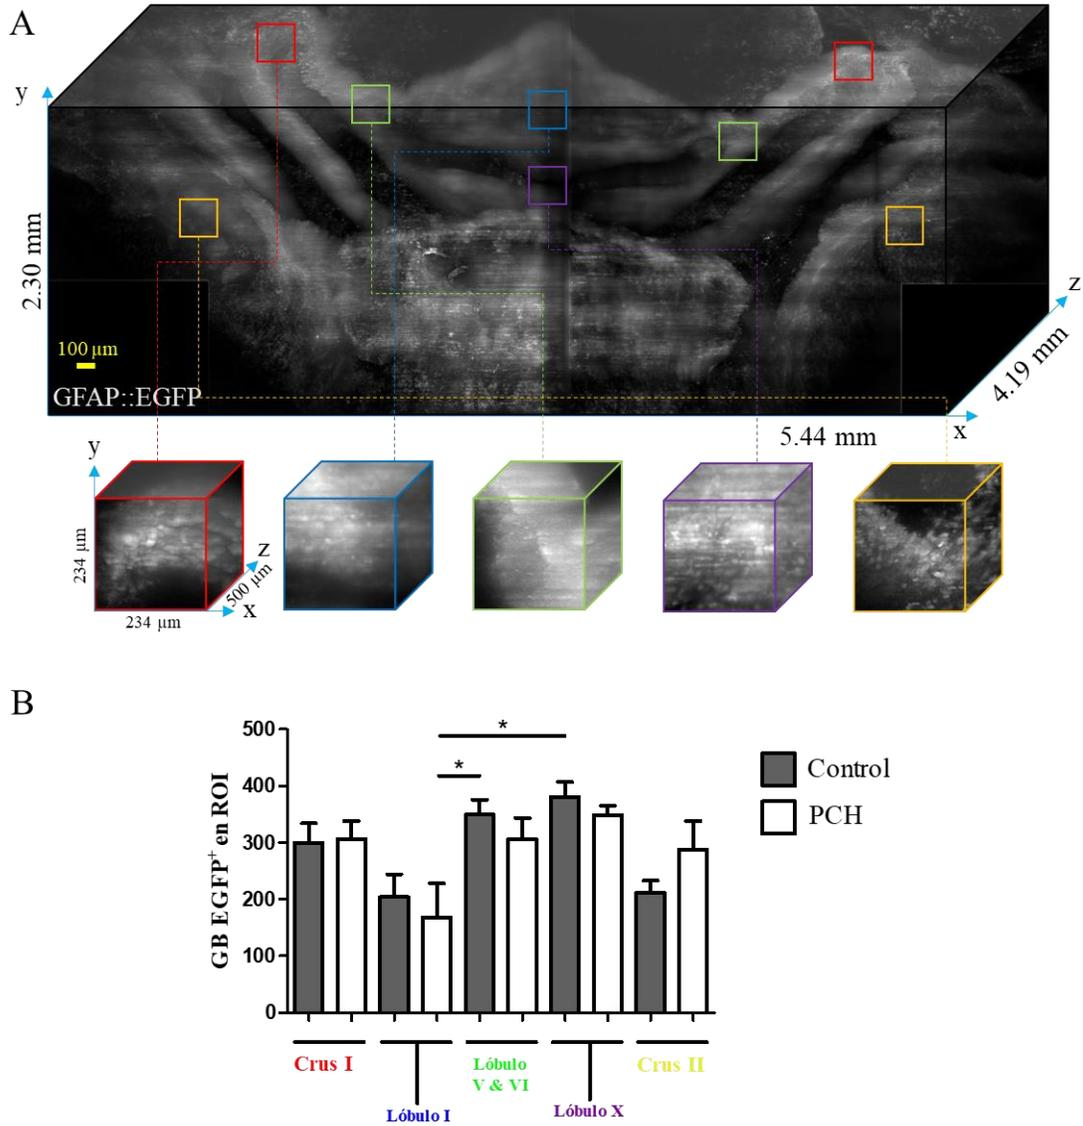 A
y
2.30 mm
100 µm
GFAP::EGFP
z
4.19 mm
x
5.44 mm
y
234 µm
z
500 µm
x
234 µm
B
*
*
GB EGFP+ en ROI
500
400
300
200
100
0
Control
PCH
Crus I
Lóbulo I
Lóbulo
V & VI
Lóbulo X
Crus II